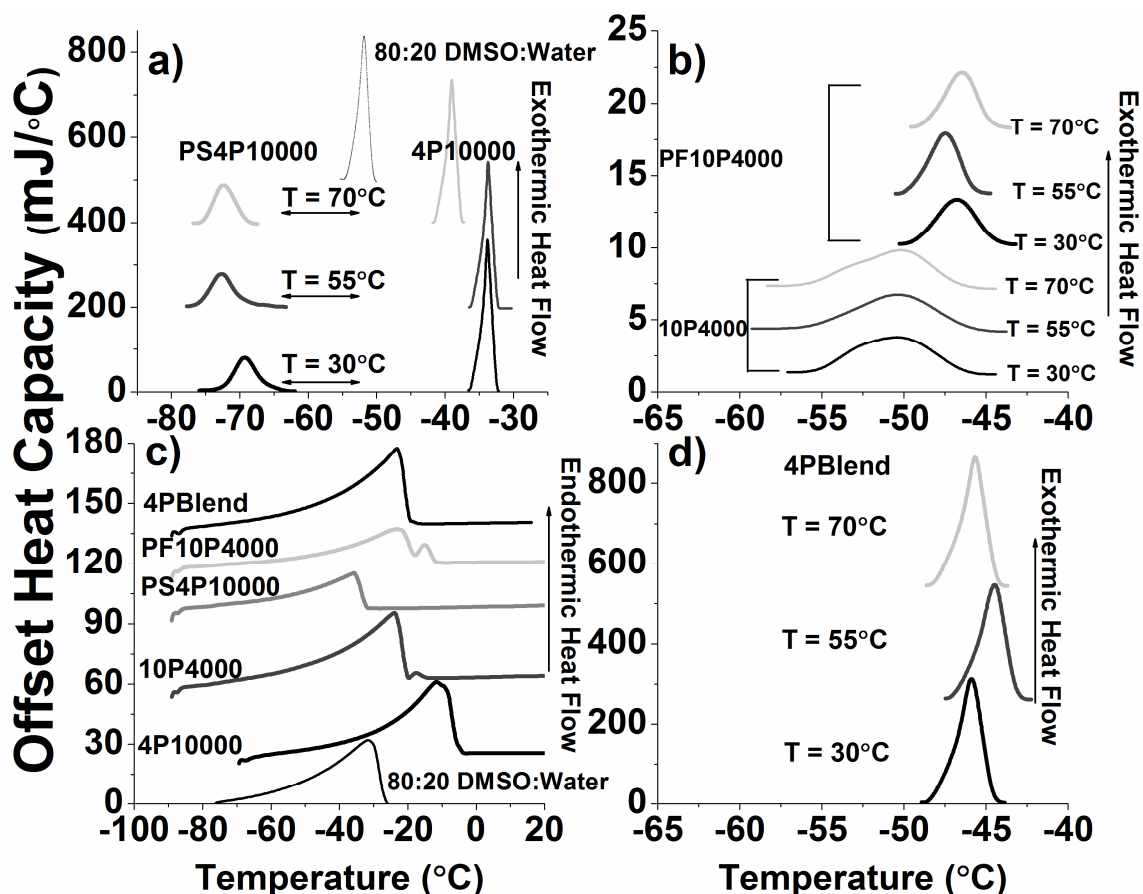 Offset Heat Capacity (mJ/°C)
a)
80:20 DMSO:Water
PS4P10000
4P10000
T = 70°C
T = 55°C
T = 30°C
Exothermic Heat Flow
800
600
400
200
0
-80 -70 -60 -50 -40 -30
b)
PF10P4000
T = 70°C
T = 55°C
T = 30°C
10P4000
T = 70°C
T = 55°C
T = 30°C
Exothermic Heat Flow
25
20
15
10
5
0
-65 -60 -55 -50 -45 -40
c)
4PBlend
PF10P4000
PS4P10000
10P4000
4P10000
80:20 DMSO:Water
Endothermic Heat Flow
180
150
120
90
60
30
0
-100 -80 -60 -40 -20 0 20
Temperature (°C)
d)
4PBlend
T = 70°C
T = 55°C
T = 30°C
Exothermic Heat Flow
800
600
400
200
0
-65 -60 -55 -50 -45 -40
Temperature (°C)